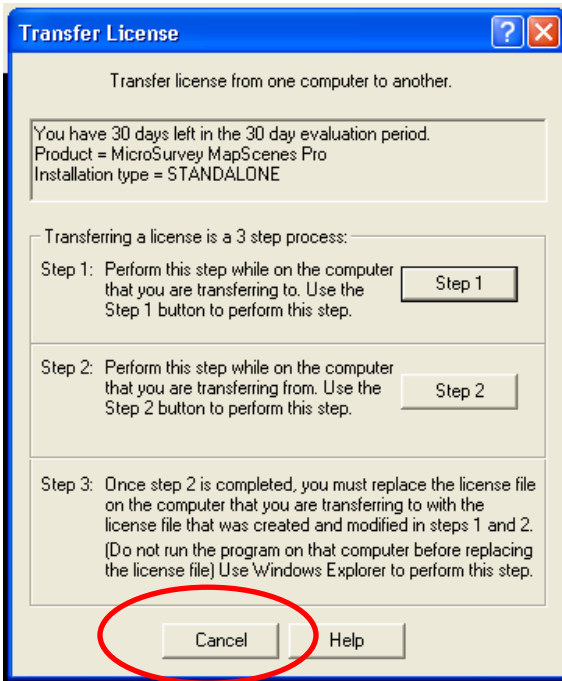 Transfer License
Transfer license from one computer to another.
You have 30 days left in the 30 day evaluation period.
Product = MicroSurvey MapScenes Pro
Installation type = STANDALONE
Transferring a license is a 3 step process:
Step 1: Perform this step while on the computer
that you are transferring to. Use the
Step 1 button to perform this step.
Step 1
Step 2: Perform this step while on the computer
that you are transferring from. Use the
Step 2 button to perform this step.
Step 2
Step 3: Once step 2 is completed, you must replace the license file
on the computer that you are transferring to with the
license file that was created and modified in steps 1 and 2.
(Do not run the program on that computer before replacing
the license file) Use Windows Explorer to perform this step.
Cancel Help